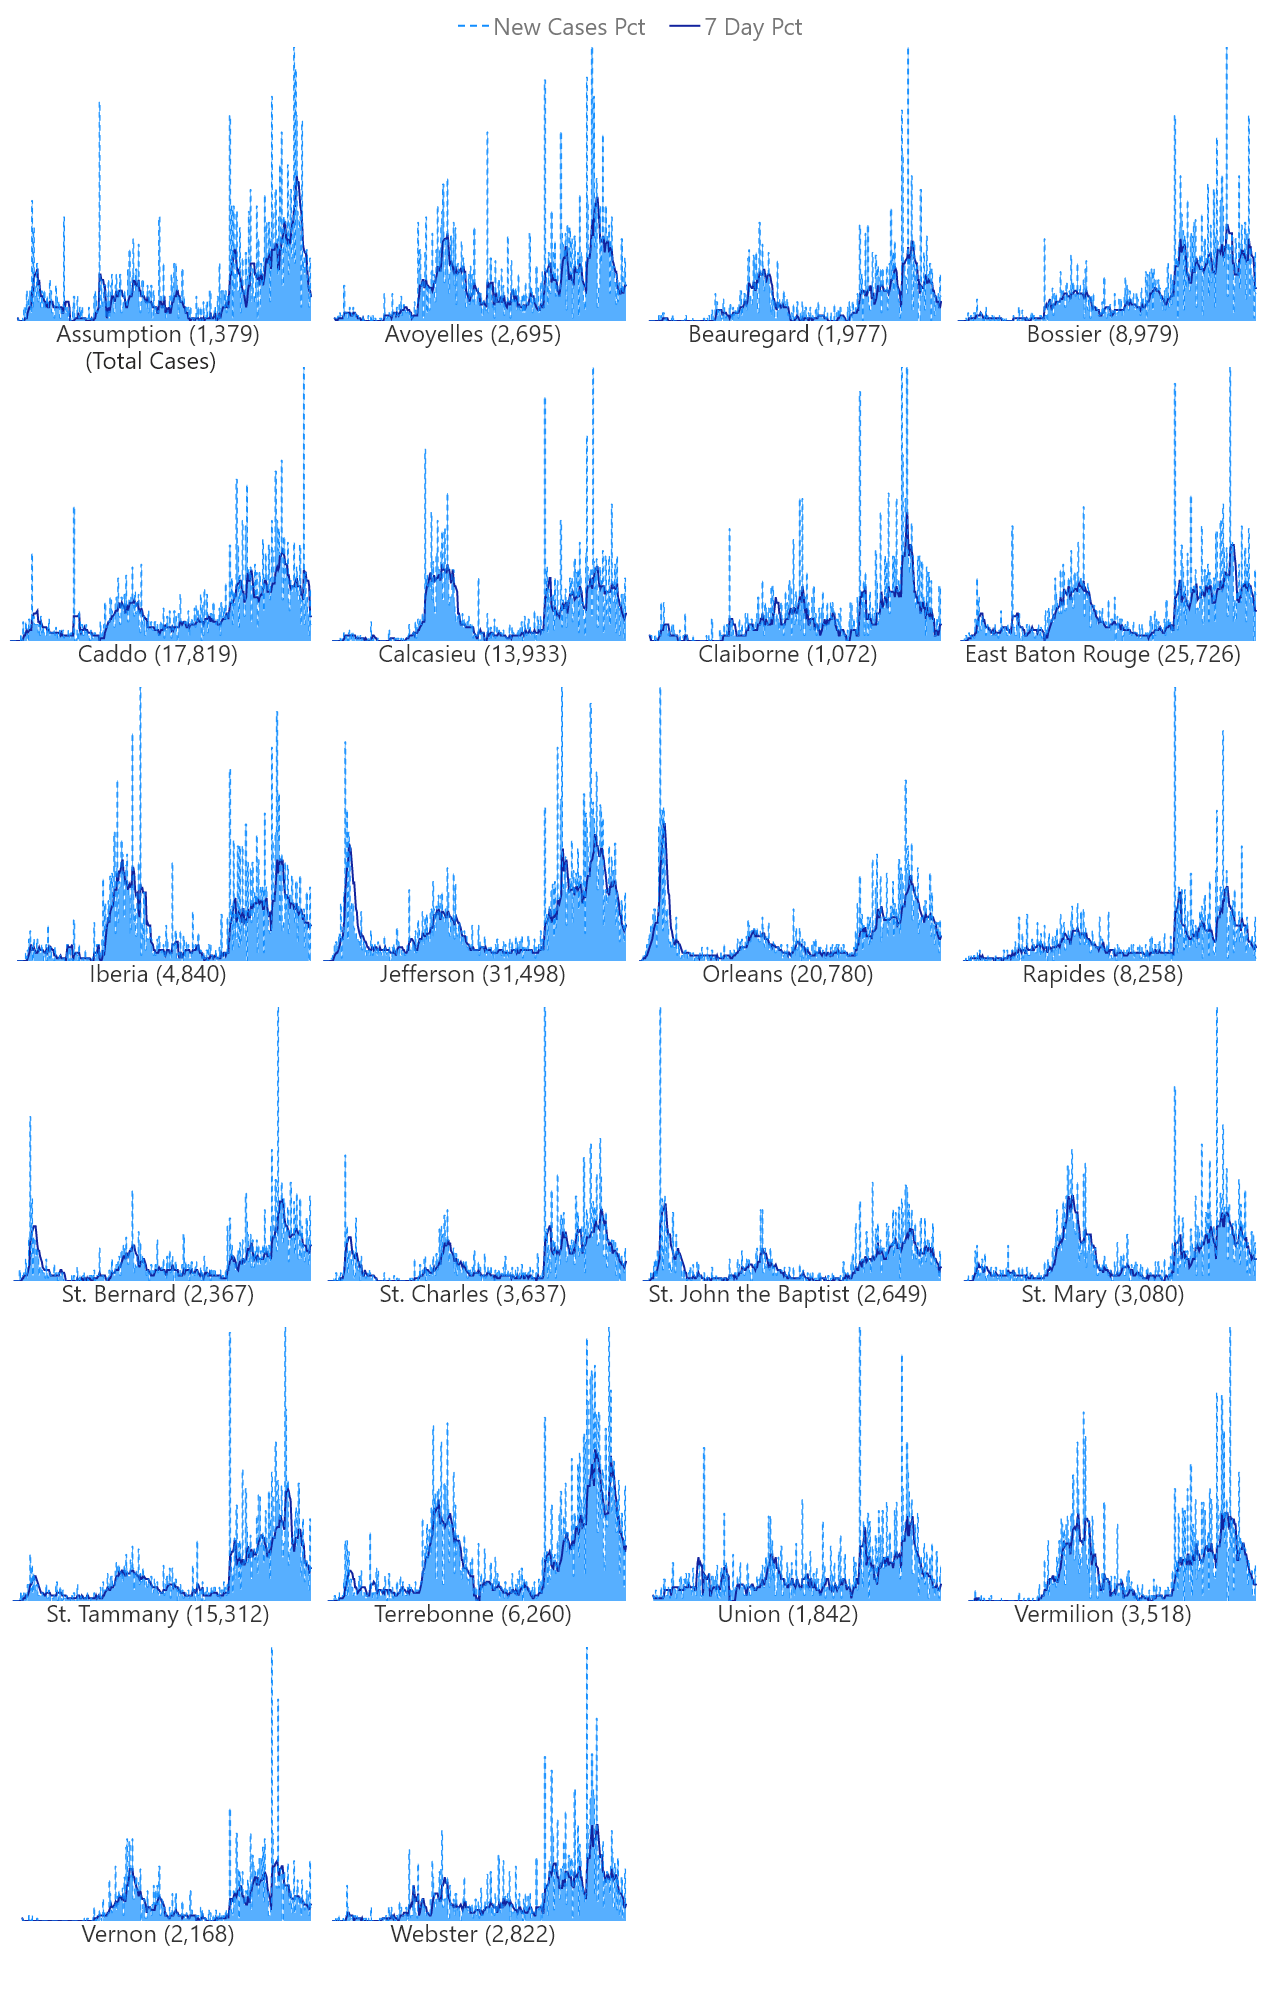 New Cases Pct 7 Day Pct
Assumption (1,379) Avoyelles (2,695) Beauregard (1,977) Bossier (8,979)
(Total Cases)
Caddo (17,819) Calcasieu (13,933) Claiborne (1,072) East Baton Rouge (25,726)
Iberia (4,840) Jefferson (31,498) Orleans (20,780) Rapides (8,258)
St. Bernard (2,367) St. Charles (3,637) St. John the Baptist (2,649) St. Mary (3,080)
St. Tammany (15,312) Terrebonne (6,260) Union (1,842) Vermilion (3,518)
Vernon (2,168) Webster (2,822)